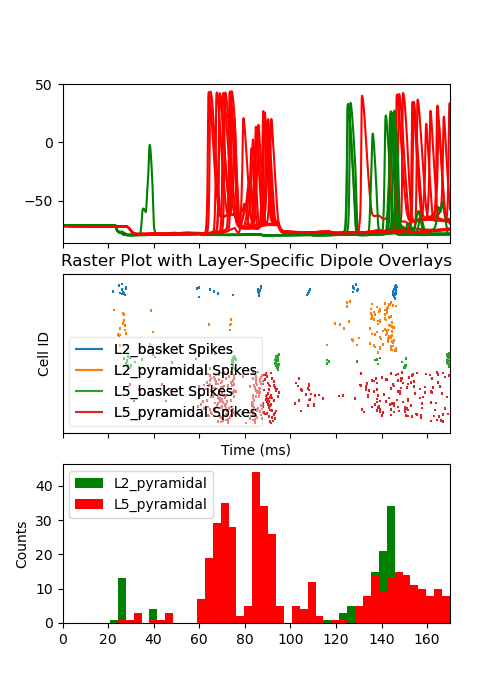 50
0
−50
Raster Plot with Layer-Specific Dipole Overlays
Cell ID
L2_basket Spikes
L2_pyramidal Spikes
L5_basket Spikes
L5_pyramidal Spikes
Time (ms)
Counts
40
30
20
10
0
L2_pyramidal
L5_pyramidal
0 20 40 60 80 100 120 140 160